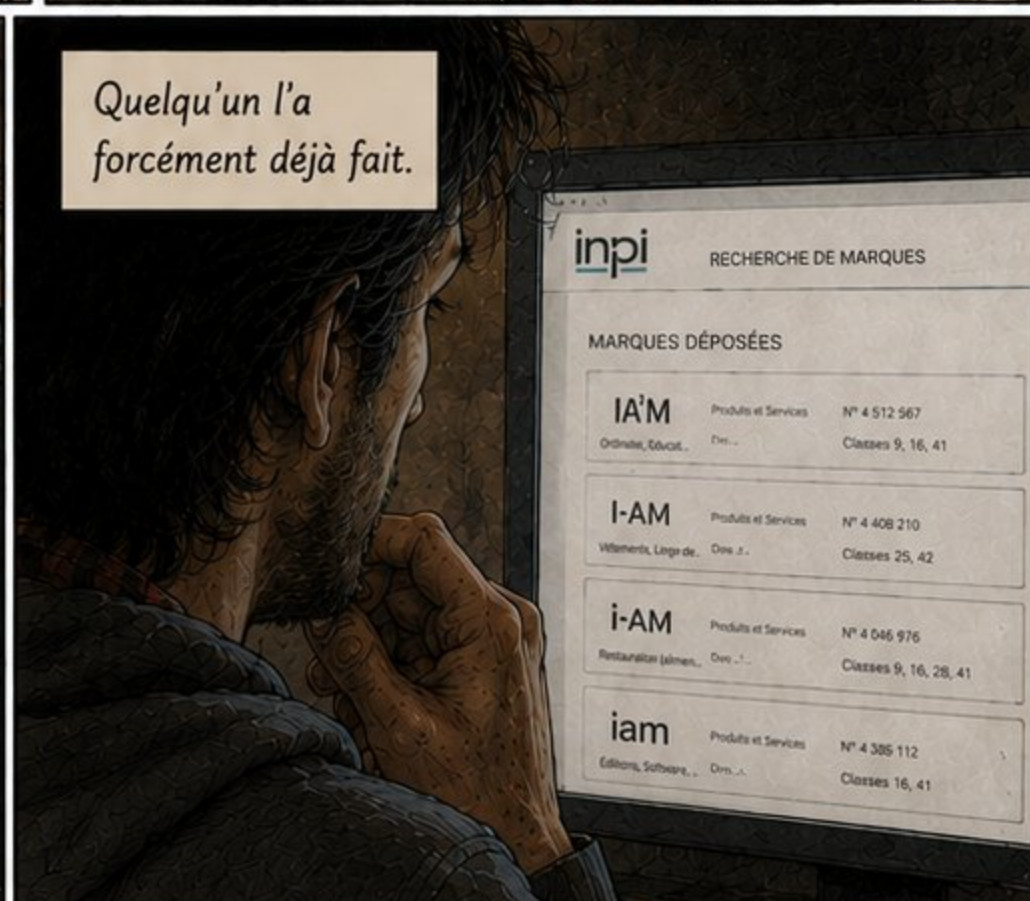 Quelqu'un l'a
forcément déjà fait.
inpi
RECHERCHE DE MARQUES
MARQUES DÉPOSÉES
IA'M
Produits et Services
N° 4 512 567
Classes 9, 16, 41
I-AM
Produits et Services
N° 4 408 210
Classes 25, 42
i-AM
Produits et Services
N° 4 046 976
Classes 9, 16, 28, 41
iam
Produits et Services
N° 4 385 112
Classes 16, 41